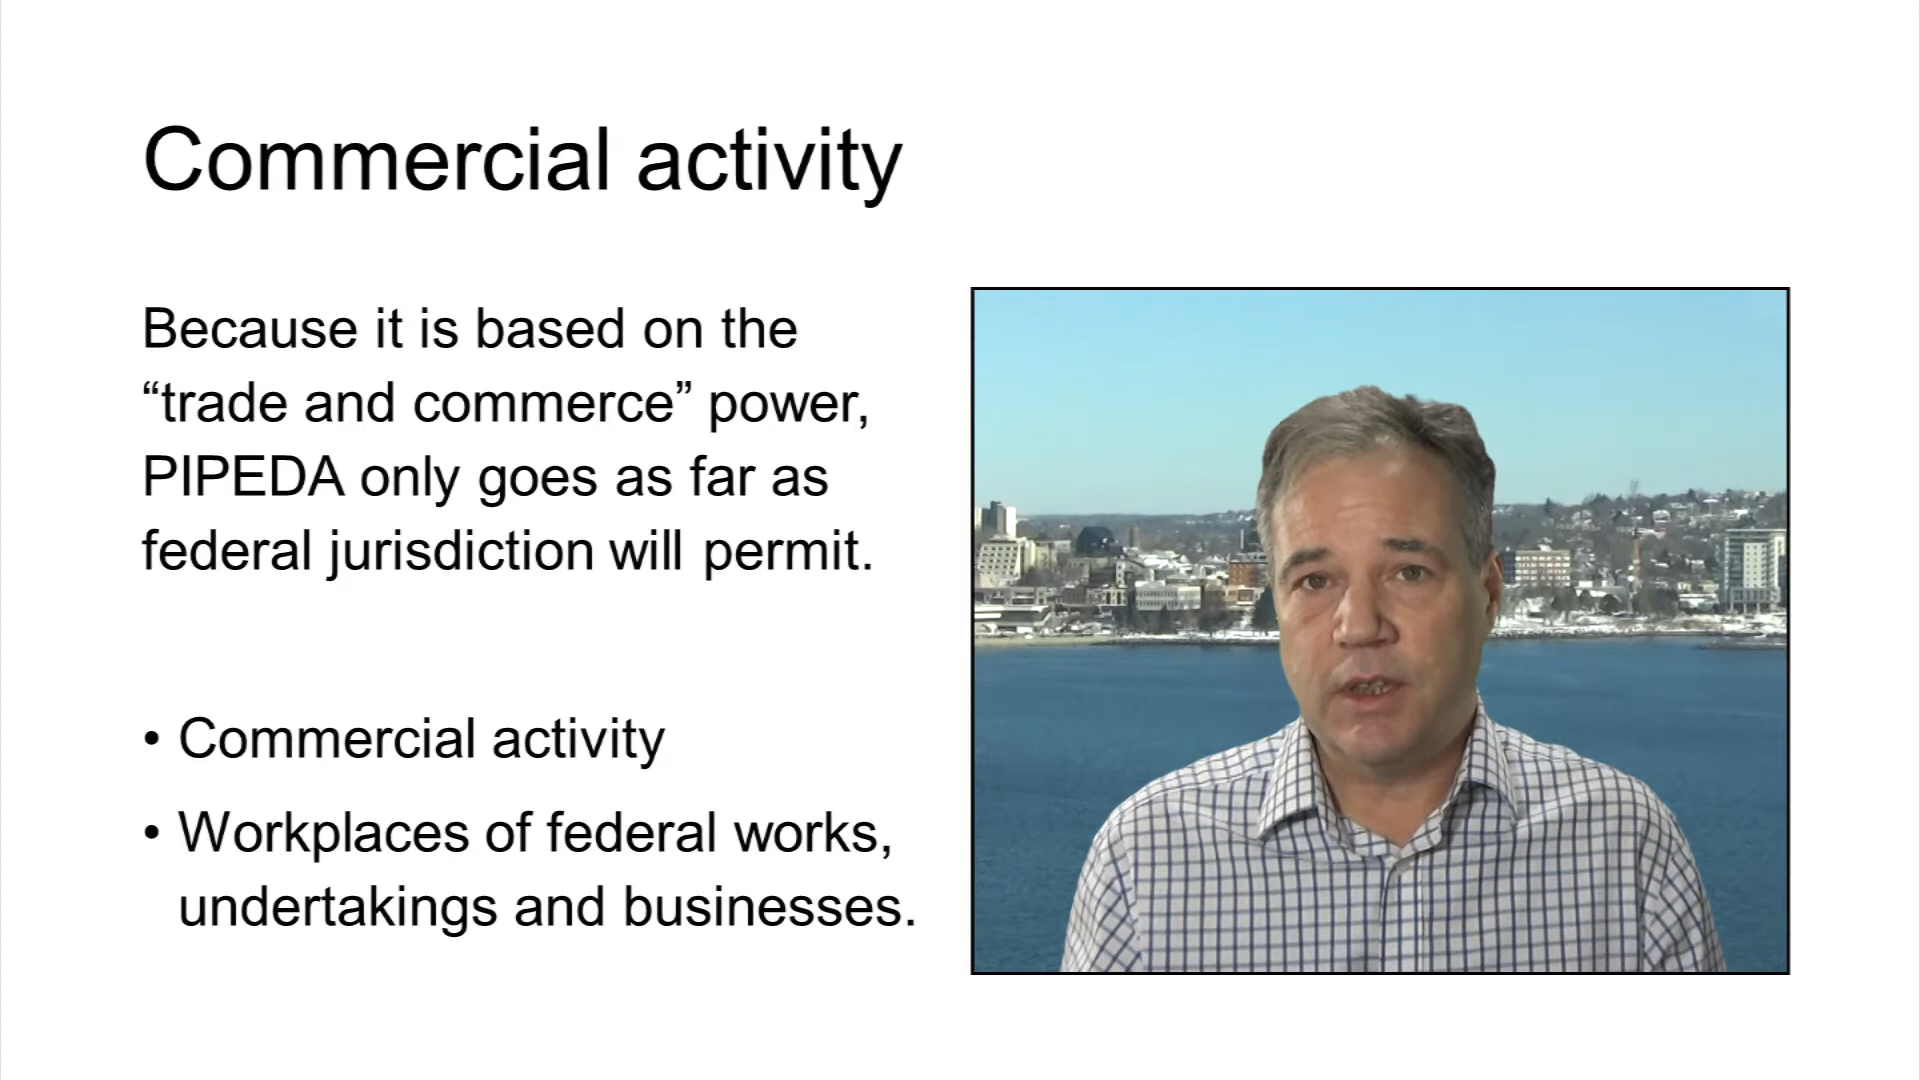 Commercial activity
Because it is based on the
“trade and commerce” power,
PIPEDA only goes as far as
federal jurisdiction will permit.
• Commercial activity
• Workplaces of federal works,
undertakings and businesses.